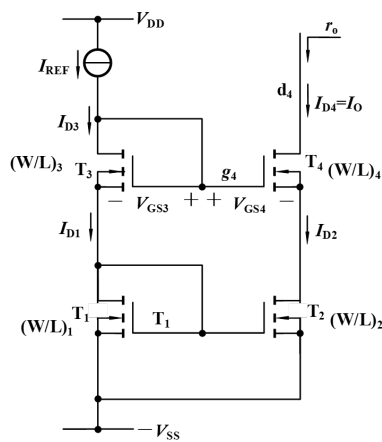 V_DD
r_o
I_REF
d_4
I_D3
I_D4=I_O
(W/L)_3
T_3
g_4
T_4
(W/L)_4
− V_GS3 + + V_GS4 −
I_D1
I_D2
T_1
T_1
T_2
(W/L)_1
(W/L)_2
−V_SS